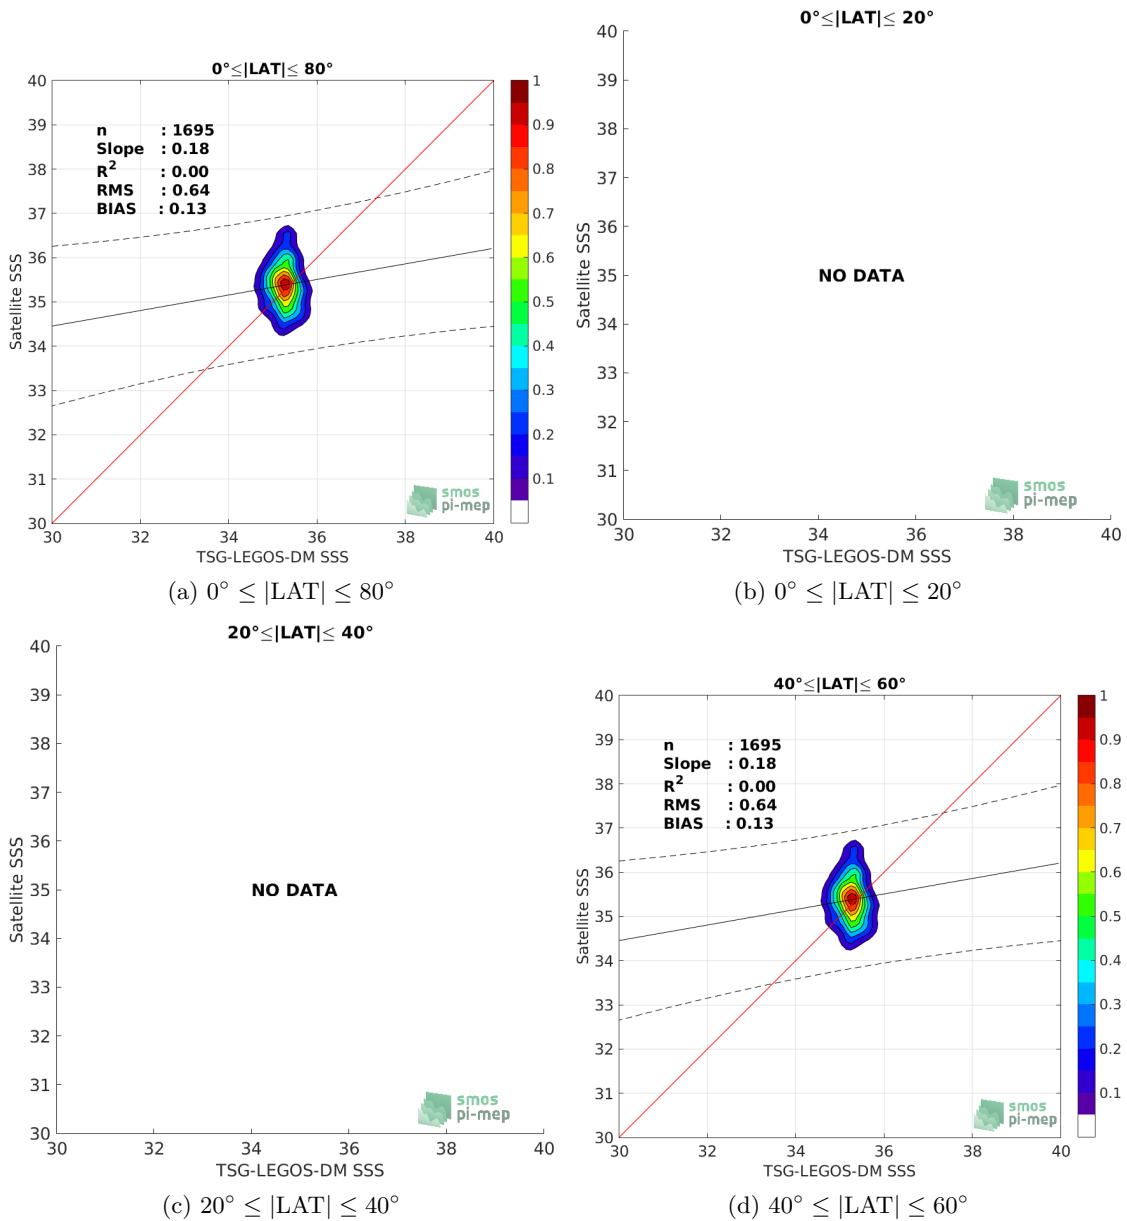 0°≤|LAT|≤ 80°
40
39
38
37
36
35
34
33
32
31
30
Satellite SSS
n : 1695
Slope : 0.18
R² : 0.00
RMS : 0.64
BIAS : 0.13
smos
pi-mep
30 32 34 36 38 40
TSG-LEGOS-DM SSS
1
0.9
0.8
0.7
0.6
0.5
0.4
0.3
0.2
0.1
(a) 0° ≤ |LAT| ≤ 80°
0°≤|LAT|≤ 20°
40
39
38
37
36
35
34
33
32
31
30
Satellite SSS
NO DATA
smos
pi-mep
30 32 34 36 38 40
TSG-LEGOS-DM SSS
(b) 0° ≤ |LAT| ≤ 20°
20°≤|LAT|≤ 40°
40
39
38
37
36
35
34
33
32
31
30
Satellite SSS
NO DATA
smos
pi-mep
30 32 34 36 38 40
TSG-LEGOS-DM SSS
(c) 20° ≤ |LAT| ≤ 40°
40°≤|LAT|≤ 60°
40
39
38
37
36
35
34
33
32
31
30
Satellite SSS
n : 1695
Slope : 0.18
R² : 0.00
RMS : 0.64
BIAS : 0.13
smos
pi-mep
30 32 34 36 38 40
TSG-LEGOS-DM SSS
1
0.9
0.8
0.7
0.6
0.5
0.4
0.3
0.2
0.1
(d) 40° ≤ |LAT| ≤ 60°